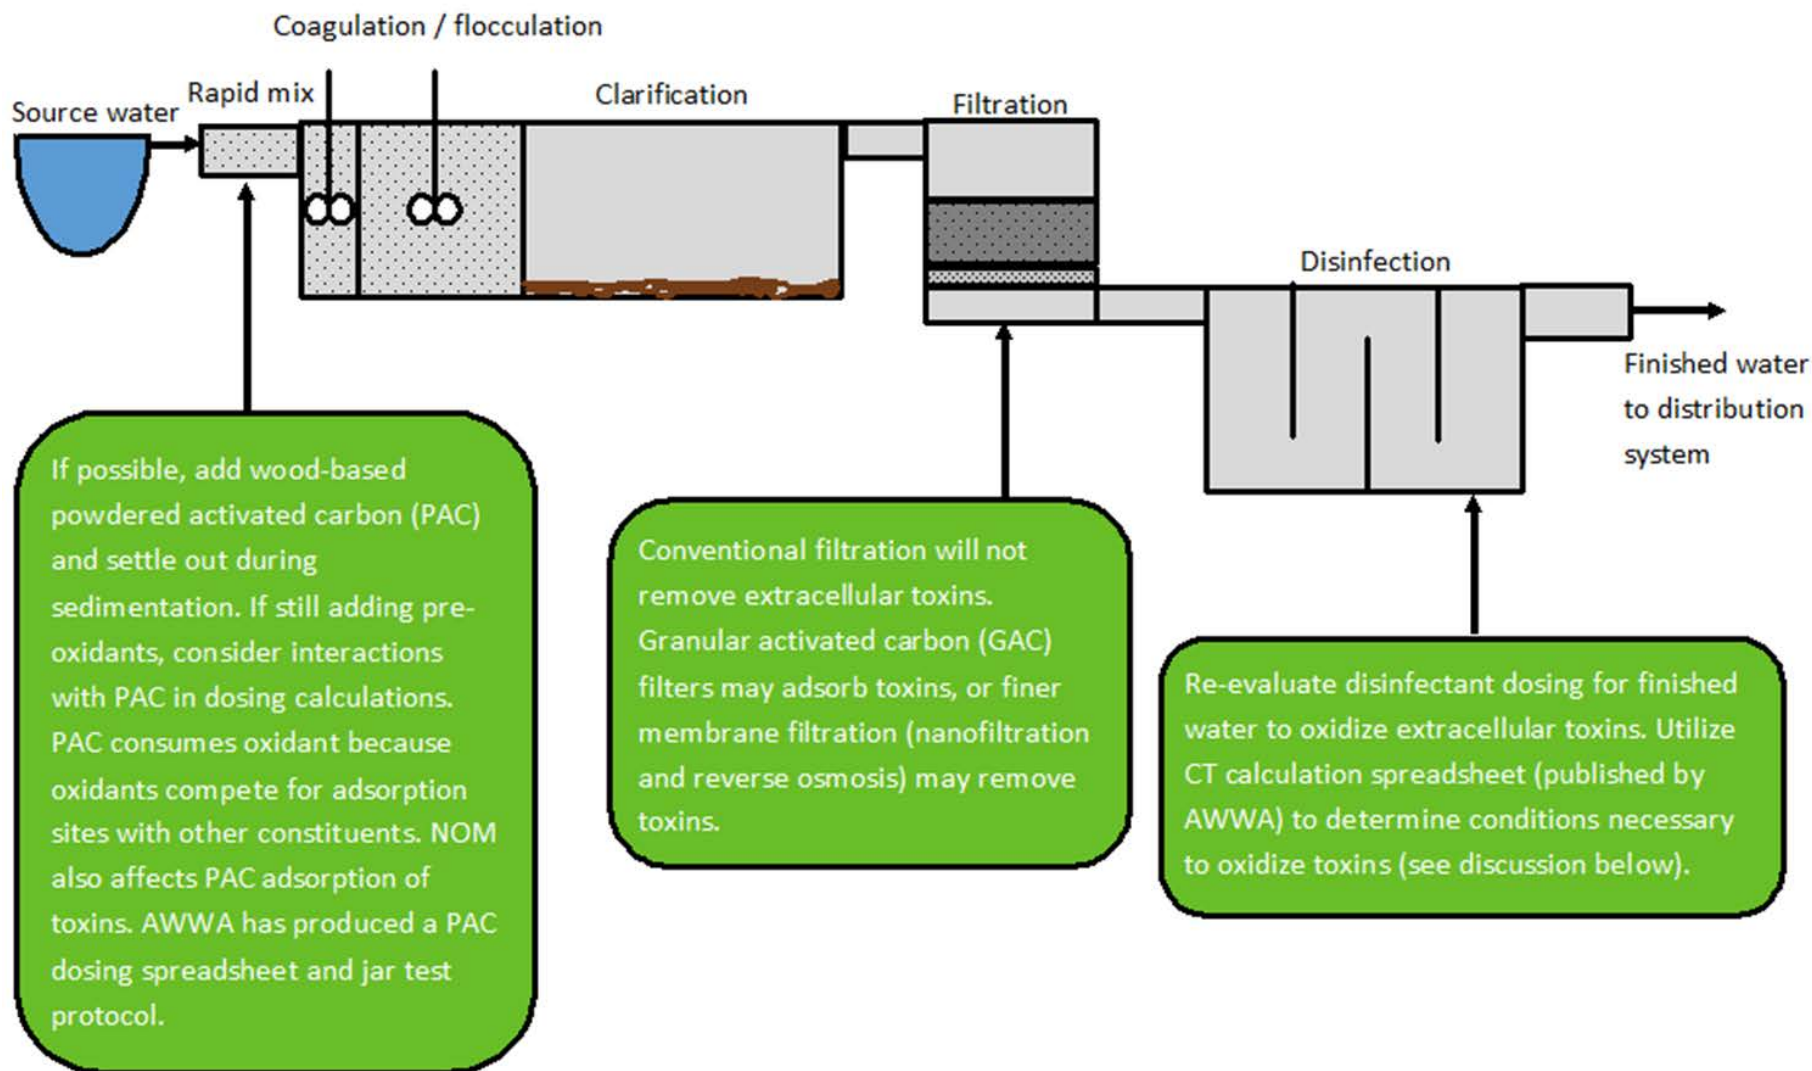 Coagulation / flocculation
Source water
Rapid mix
Clarification
Filtration
Disinfection
Finished water
to distribution
system
If possible, add wood-based
powdered activated carbon (PAC)
and settle out during
sedimentation. If still adding pre-
oxidants, consider interactions
with PAC in dosing calculations.
PAC consumes oxidant because
oxidants compete for adsorption
sites with other constituents. NOM
also affects PAC adsorption of
toxins. AWWA has produced a PAC
dosing spreadsheet and jar test
protocol.
Conventional filtration will not
remove extracellular toxins.
Granular activated carbon (GAC)
filters may adsorb toxins, or finer
membrane filtration (nanofiltration
and reverse osmosis) may remove
toxins.
Re-evaluate disinfectant dosing for finished
water to oxidize extracellular toxins. Utilize
CT calculation spreadsheet (published by
AWWA) to determine conditions necessary
to oxidize toxins (see discussion below).